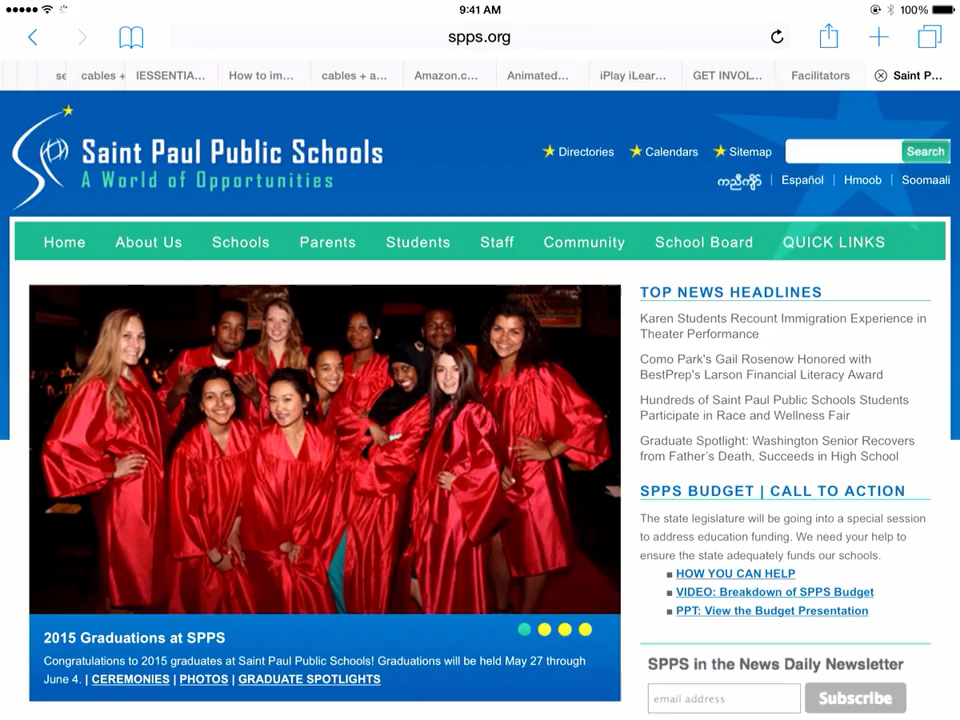 9:41 AM
100%
spps.org
se
cables +
IESSENTIA...
How to im...
cables + a...
Amazon.c...
Animated...
iPlay iLear...
GET INVOL...
Facilitators
Saint P...
Saint Paul Public Schools
A World of Opportunities
Directories
Calendars
Sitemap
Search
ကညီကျိာ် | Español | Hmoob | Soomaali
Home
About Us
Schools
Parents
Students
Staff
Community
School Board
QUICK LINKS
2015 Graduations at SPPS
Congratulations to 2015 graduates at Saint Paul Public Schools! Graduations will be held May 27 through
June 4. | CEREMONIES | PHOTOS | GRADUATE SPOTLIGHTS
TOP NEWS HEADLINES
Karen Students Recount Immigration Experience in
Theater Performance
Como Park's Gail Rosenow Honored with
BestPrep's Larson Financial Literacy Award
Hundreds of Saint Paul Public Schools Students
Participate in Race and Wellness Fair
Graduate Spotlight: Washington Senior Recovers
from Father's Death, Succeeds in High School
SPPS BUDGET | CALL TO ACTION
The state legislature will be going into a special session
to address education funding. We need your help to
ensure the state adequately funds our schools.
HOW YOU CAN HELP
VIDEO: Breakdown of SPPS Budget
PPT: View the Budget Presentation
SPPS in the News Daily Newsletter
email address
Subscribe